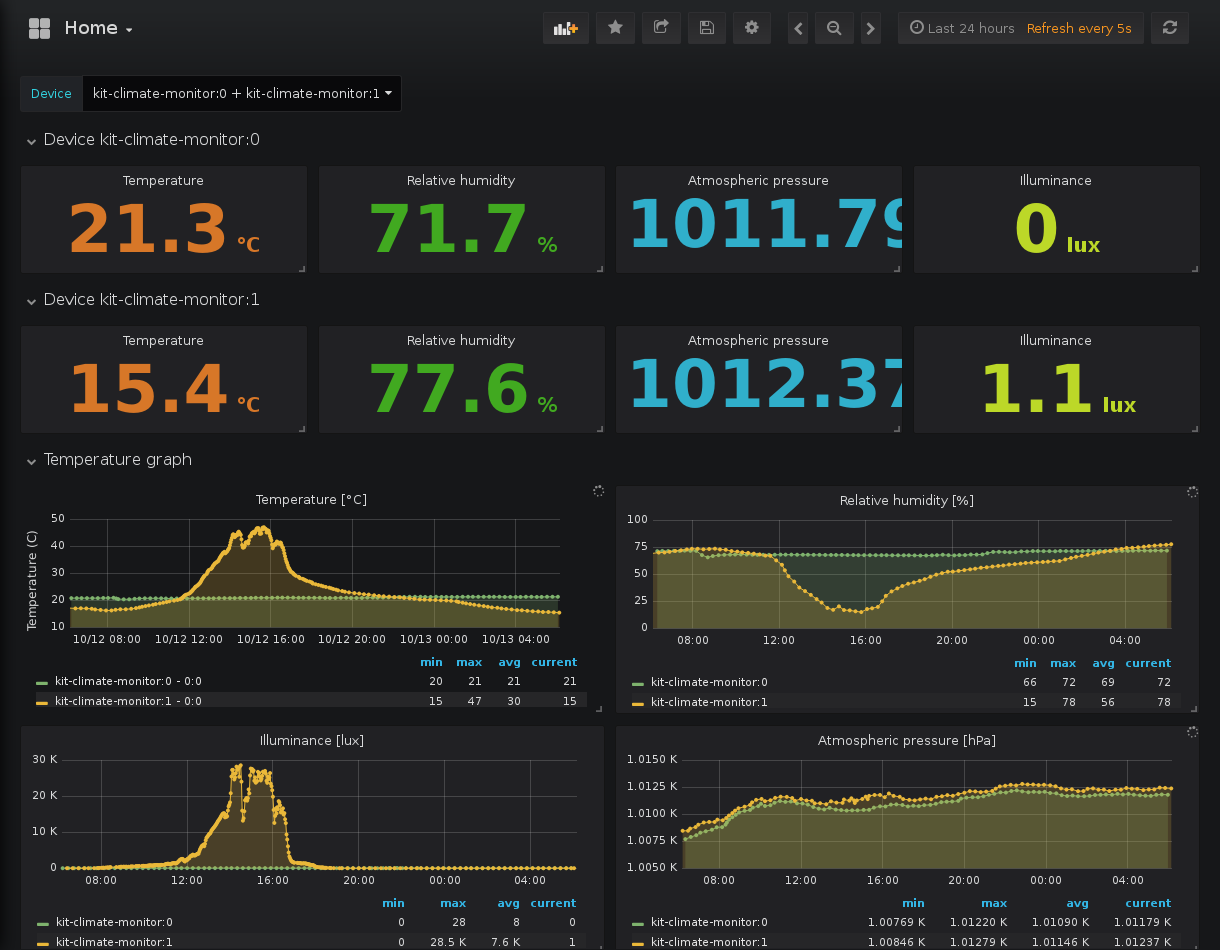 Home
Last 24 hours Refresh every 5s
Device kit-climate-monitor:0 + kit-climate-monitor:1
Device kit-climate-monitor:0
Temperature
21.3 °C
Relative humidity
71.7 %
Atmospheric pressure
1011.79
Illuminance
0 lux
Device kit-climate-monitor:1
Temperature
15.4 °C
Relative humidity
77.6 %
Atmospheric pressure
1012.37
Illuminance
1.1 lux
Temperature graph
Temperature [°C]
Temperature (C)
50
40
30
20
10
10/12 08:00 10/12 12:00 10/12 16:00 10/12 20:00 10/13 00:00 10/13 04:00
min max avg current
kit-climate-monitor:0 - 0:0 20 21 21 21
kit-climate-monitor:1 - 0:0 15 47 30 15
Relative humidity [%]
100
75
50
25
0
08:00 12:00 16:00 20:00 00:00 04:00
min max avg current
kit-climate-monitor:0 66 72 69 72
kit-climate-monitor:1 15 78 56 78
Illuminance [lux]
30 K
20 K
10 K
0
08:00 12:00 16:00 20:00 00:00 04:00
min max avg current
kit-climate-monitor:0 0 28 8 0
kit-climate-monitor:1 0 28.5 K 7.6 K 1
Atmospheric pressure [hPa]
1.0150 K
1.0125 K
1.0100 K
1.0075 K
1.0050 K
08:00 12:00 16:00 20:00 00:00 04:00
min max avg current
kit-climate-monitor:0 1.00769 K 1.01220 K 1.01090 K 1.01179 K
kit-climate-monitor:1 1.00846 K 1.01279 K 1.01146 K 1.01237 K